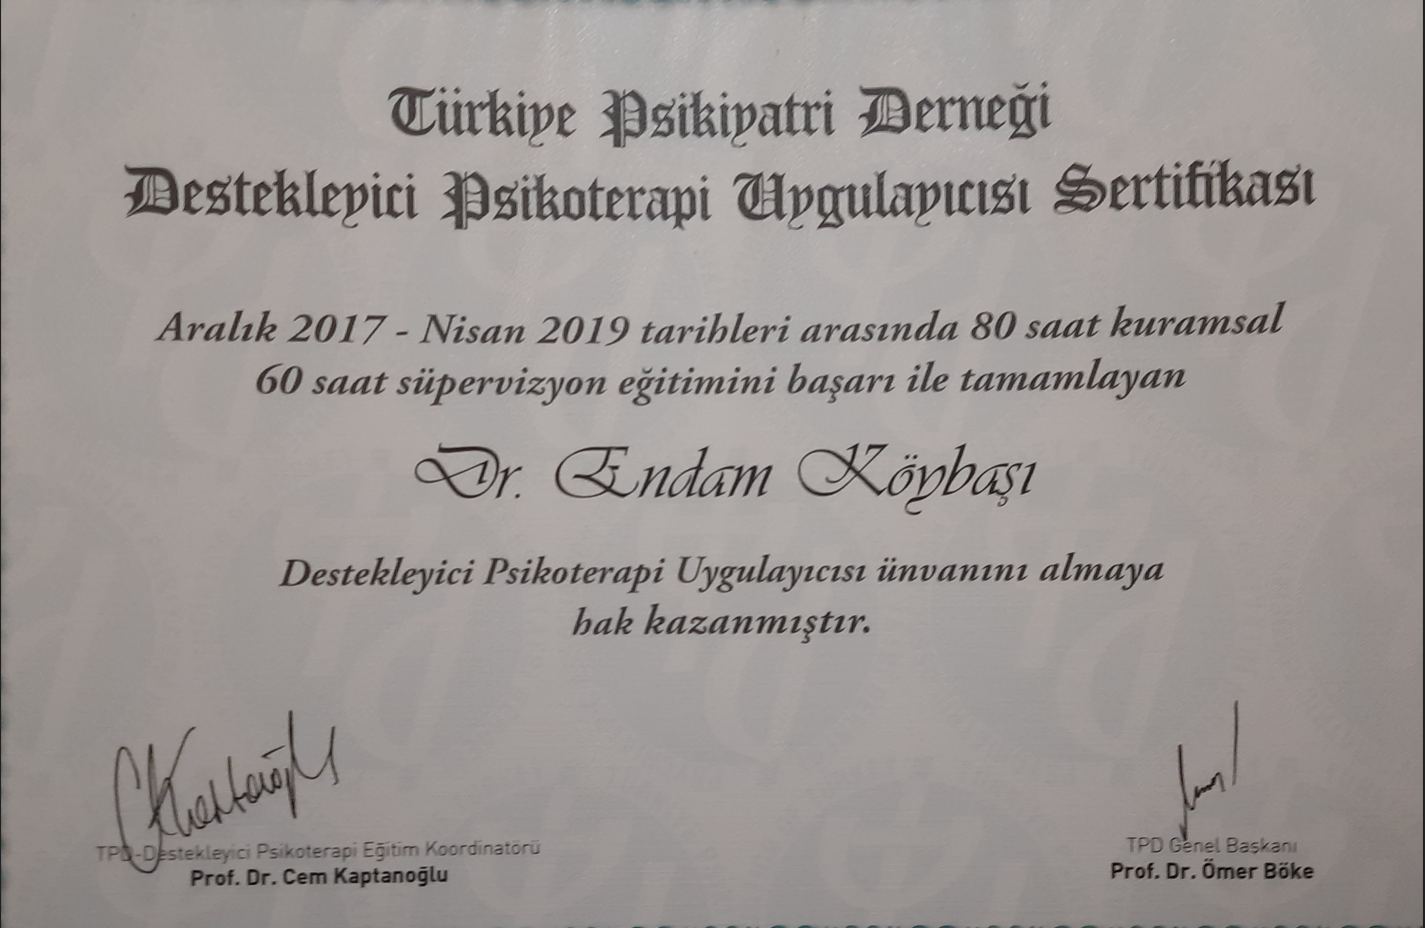 Türkiye Psikiyatri Derneği
Destekleyici Psikoterapi Uygulayıcısı Sertifikası
Aralık 2017 - Nisan 2019 tarihleri arasında 80 saat kuramsal
60 saat süpervizyon eğitimini başarı ile tamamlayan
Dr. Endam Köybaşı
Destekleyici Psikoterapi Uygulayıcısı ünvanını almaya
hak kazanmıştır.
TPD-Destekleyici Psikoterapi Eğitim Koordinatörü
Prof. Dr. Cem Kaptanoğlu
TPD Genel Başkanı
Prof. Dr. Ömer Böke